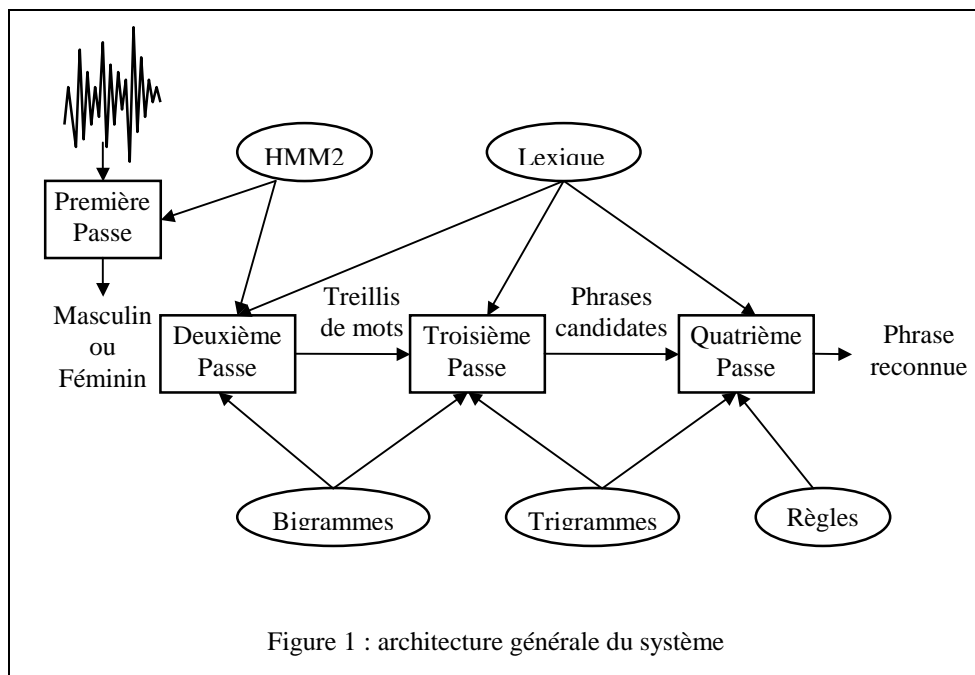 HMM2
Lexique
Première
Passe
Masculin
ou
Féminin
Deuxième
Passe
Treillis
de mots
Troisième
Passe
Phrases
candidates
Quatrième
Passe
Phrase
reconnue
Bigrammes
Trigrammes
Règles
Figure 1 : architecture générale du système